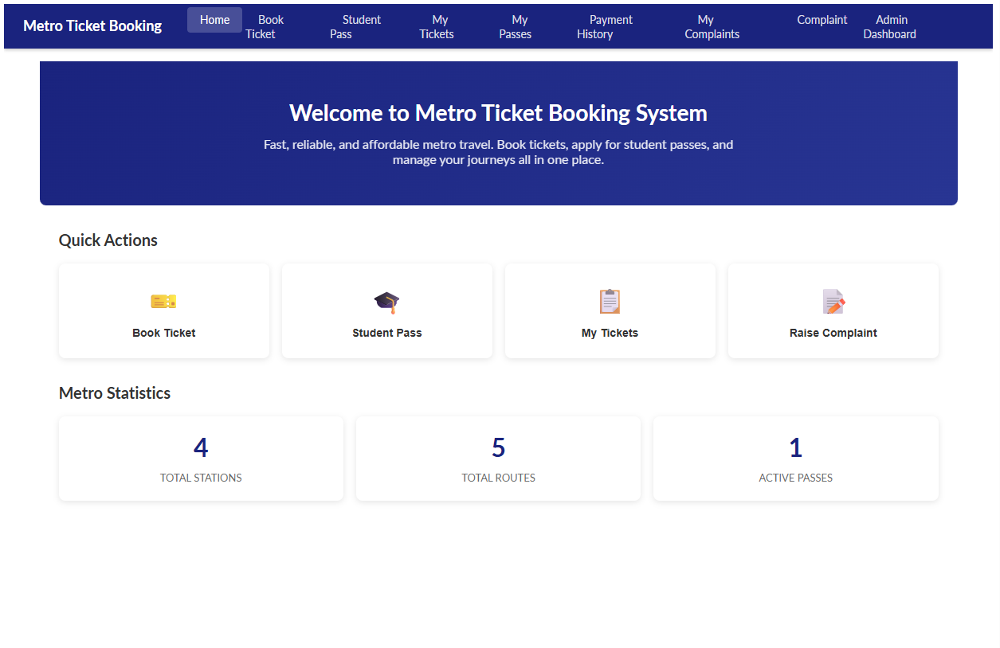 Metro Ticket Booking
Home
Book
Ticket
Student
Pass
My
Tickets
My
Passes
Payment
History
My
Complaints
Complaint
Admin
Dashboard
Welcome to Metro Ticket Booking System
Fast, reliable, and affordable metro travel. Book tickets, apply for student passes, and
manage your journeys all in one place.
Quick Actions
Book Ticket
Student Pass
My Tickets
Raise Complaint
Metro Statistics
4
TOTAL STATIONS
5
TOTAL ROUTES
1
ACTIVE PASSES